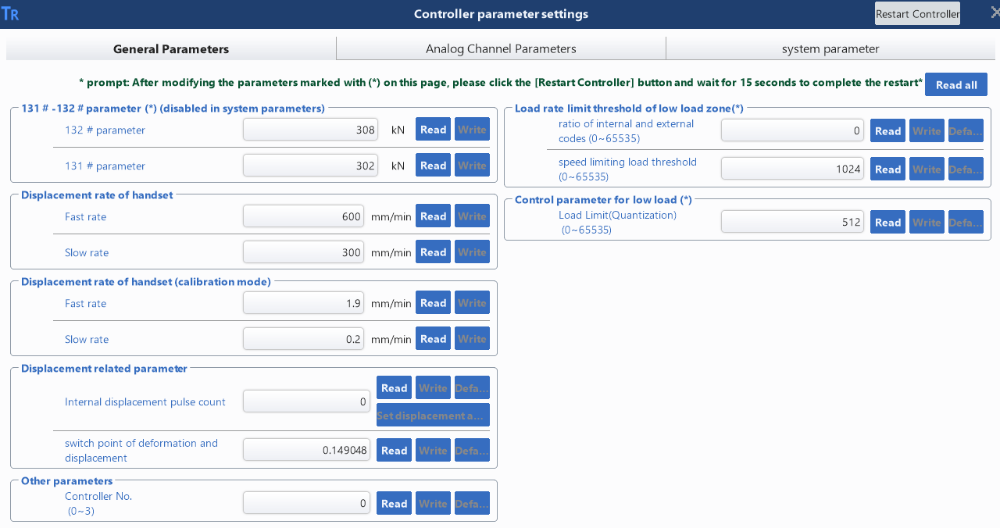 TR
Controller parameter settings
Restart Controller
General Parameters
Analog Channel Parameters
system parameter
* prompt: After modifying the parameters marked with (*) on this page, please click the [Restart Controller] button and wait for 15 seconds to complete the restart*
Read all
131 # -132 # parameter (*) (disabled in system parameters)
132 # parameter 308 kN Read Write
131 # parameter 302 kN Read Write
Displacement rate of handset
Fast rate 600 mm/min Read Write
Slow rate 300 mm/min Read Write
Displacement rate of handset (calibration mode)
Fast rate 1.9 mm/min Read Write
Slow rate 0.2 mm/min Read Write
Displacement related parameter
Internal displacement pulse count 0 Read Write Defa...
Set displacement a...
switch point of deformation and
displacement
0.149048 Read Write Defa...
Other parameters
Controller No.
(0~3)
0 Read Write Defa...
Load rate limit threshold of low load zone(*)
ratio of internal and external
codes (0~65535)
0 Read Write Defa...
speed limiting load threshold
(0~65535)
1024 Read Write Defa...
Control parameter for low load (*)
Load Limit(Quantization)
(0~65535)
512 Read Write Defa...